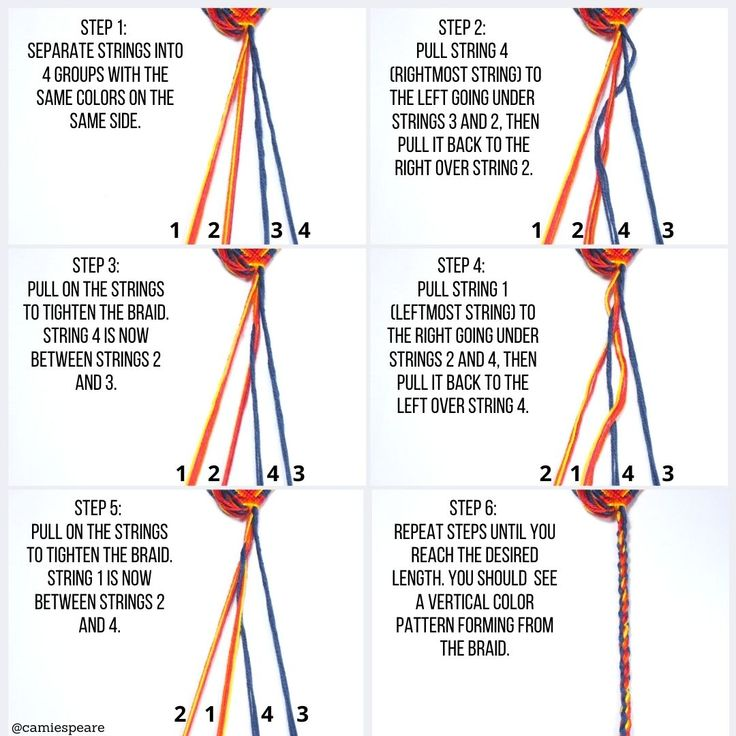 STEP 1:
SEPARATE STRINGS INTO
4 GROUPS WITH THE
SAME COLORS ON THE
SAME SIDE.
1 2 3 4
STEP 2:
PULL STRING 4
(RIGHTMOST STRING) TO
THE LEFT GOING UNDER
STRINGS 3 AND 2, THEN
PULL IT BACK TO THE
RIGHT OVER STRING 2.
1 2 4 3
STEP 3:
PULL ON THE STRINGS
TO TIGHTEN THE BRAID.
STRING 4 IS NOW
BETWEEN STRINGS 2
AND 3.
1 2 4 3
STEP 4:
PULL STRING 1
(LEFTMOST STRING) TO
THE RIGHT GOING UNDER
STRINGS 2 AND 4, THEN
PULL IT BACK TO THE
LEFT OVER STRING 4.
2 1 4 3
STEP 5:
PULL ON THE STRINGS
TO TIGHTEN THE BRAID.
STRING 1 IS NOW
BETWEEN STRINGS 2
AND 4.
2 1 4 3
STEP 6:
REPEAT STEPS UNTIL YOU
REACH THE DESIRED
LENGTH. YOU SHOULD SEE
A VERTICAL COLOR
PATTERN FORMING FROM
THE BRAID.
@camiespeare